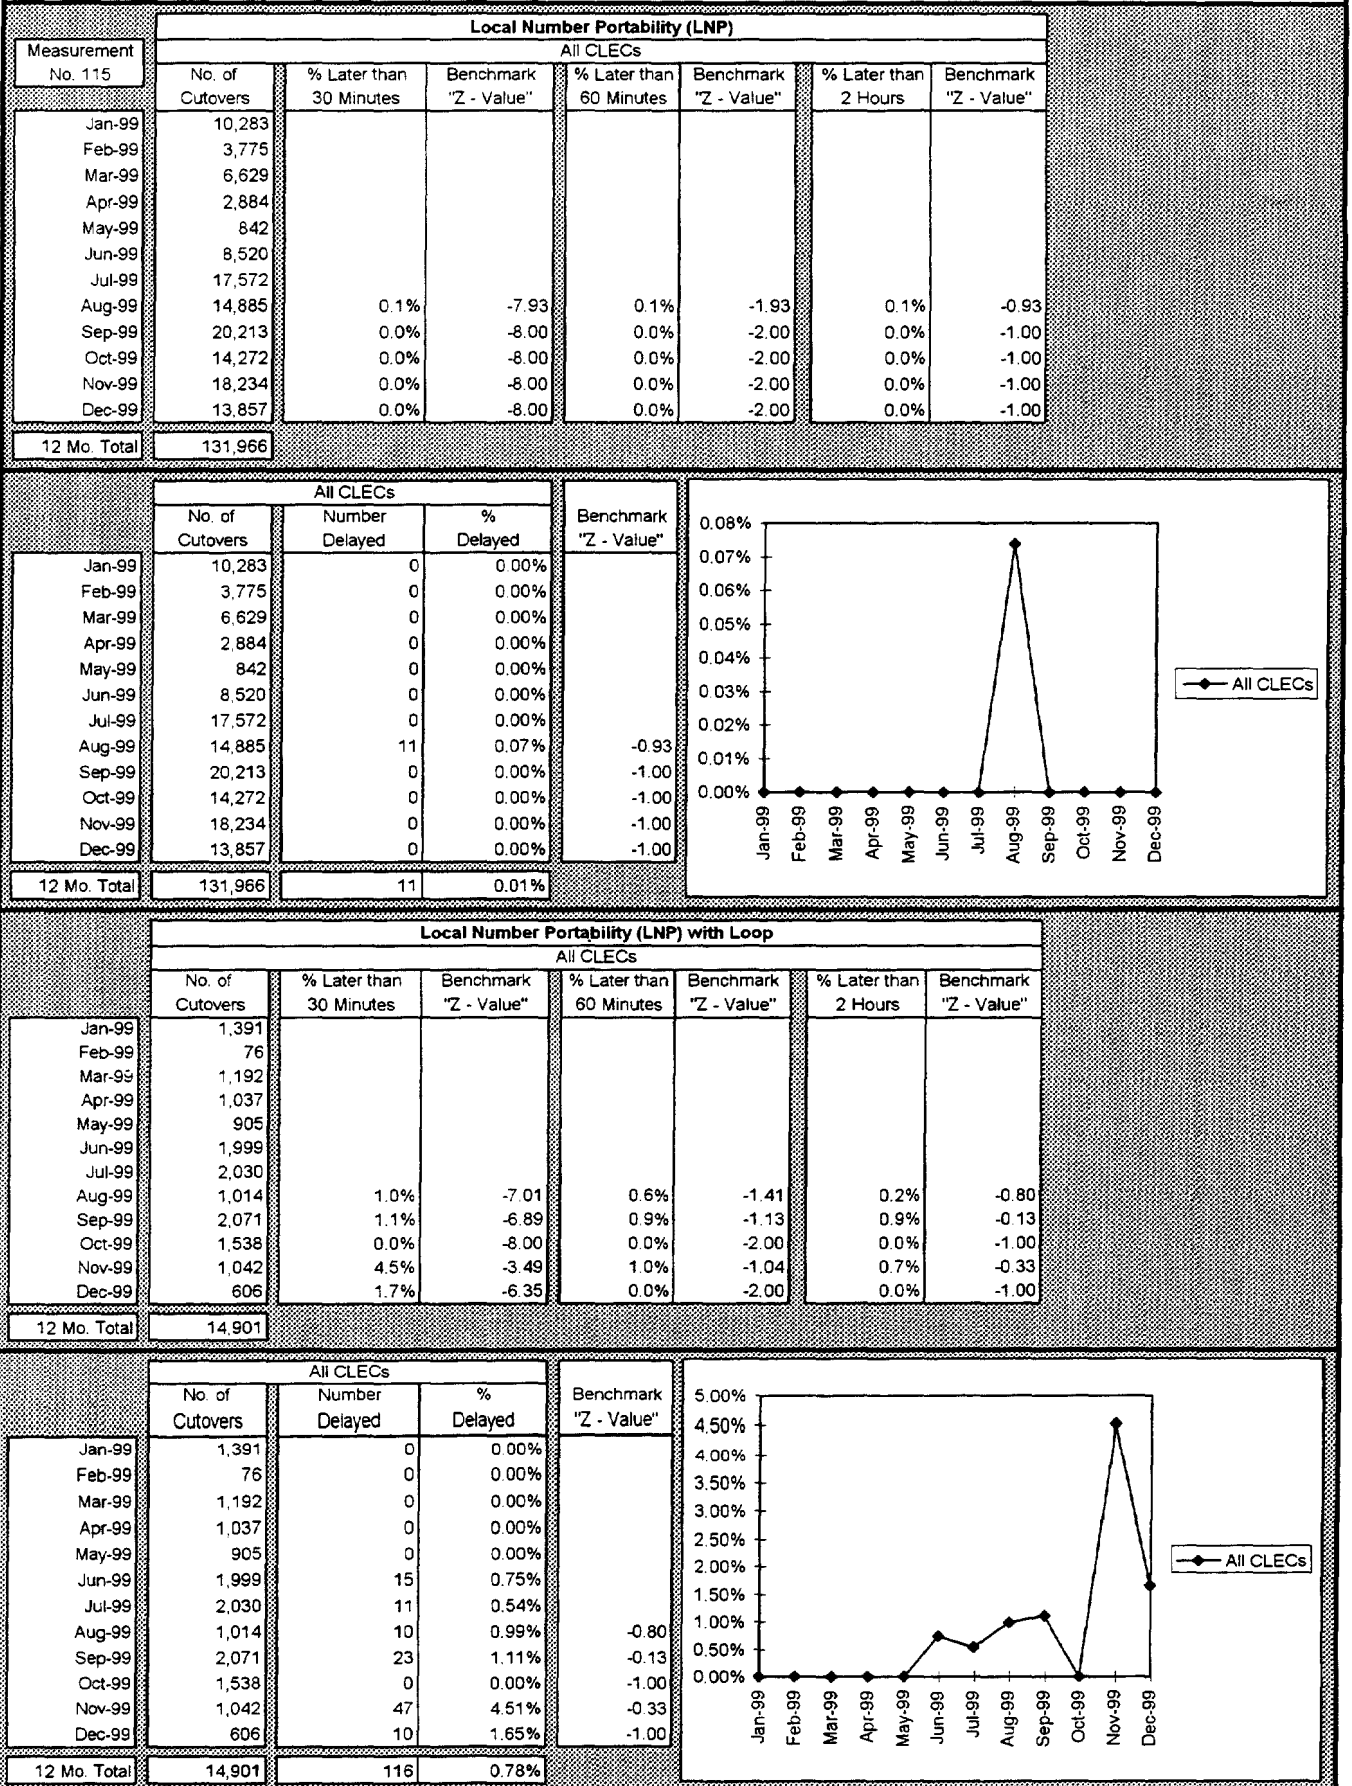 Local Number Portability (LNP)
Measurement No. 115
All CLECs
No. of Cutovers % Later than 30 Minutes Benchmark "Z - Value" % Later than 60 Minutes Benchmark "Z - Value" % Later than 2 Hours Benchmark "Z - Value"
Jan-99 10,283
Feb-99 3,775
Mar-99 6,629
Apr-99 2,884
May-99 842
Jun-99 8,520
Jul-99 17,572
Aug-99 14,885 0.1% -7.93 0.1% -1.93 0.1% -0.93
Sep-99 20,213 0.0% -8.00 0.0% -2.00 0.0% -1.00
Oct-99 14,272 0.0% -8.00 0.0% -2.00 0.0% -1.00
Nov-99 18,234 0.0% -8.00 0.0% -2.00 0.0% -1.00
Dec-99 13,857 0.0% -8.00 0.0% -2.00 0.0% -1.00
12 Mo. Total 131,966
All CLECs
No. of Cutovers Number Delayed % Delayed Benchmark "Z - Value"
Jan-99 10,283 0 0.00%
Feb-99 3,775 0 0.00%
Mar-99 6,629 0 0.00%
Apr-99 2,884 0 0.00%
May-99 842 0 0.00%
Jun-99 8,520 0 0.00%
Jul-99 17,572 0 0.00%
Aug-99 14,885 11 0.07% -0.93
Sep-99 20,213 0 0.00% -1.00
Oct-99 14,272 0 0.00% -1.00
Nov-99 18,234 0 0.00% -1.00
Dec-99 13,857 0 0.00% -1.00
12 Mo. Total 131,966 11 0.01%
0.08%
0.07%
0.06%
0.05%
0.04%
0.03%
0.02%
0.01%
0.00%
Jan-99 Feb-99 Mar-99 Apr-99 May-99 Jun-99 Jul-99 Aug-99 Sep-99 Oct-99 Nov-99 Dec-99
All CLECs
Local Number Portability (LNP) with Loop
All CLECs
No. of Cutovers % Later than 30 Minutes Benchmark "Z - Value" % Later than 60 Minutes Benchmark "Z - Value" % Later than 2 Hours Benchmark "Z - Value"
Jan-99 1,391
Feb-99 76
Mar-99 1,192
Apr-99 1,037
May-99 905
Jun-99 1,999
Jul-99 2,030
Aug-99 1,014 1.0% -7.01 0.6% -1.41 0.2% -0.80
Sep-99 2,071 1.1% -6.89 0.9% -1.13 0.9% -0.13
Oct-99 1,538 0.0% -8.00 0.0% -2.00 0.0% -1.00
Nov-99 1,042 4.5% -3.49 1.0% -1.04 0.7% -0.33
Dec-99 606 1.7% -6.35 0.0% -2.00 0.0% -1.00
12 Mo. Total 14,901
All CLECs
No. of Cutovers Number Delayed % Delayed Benchmark "Z - Value"
Jan-99 1,391 0 0.00%
Feb-99 76 0 0.00%
Mar-99 1,192 0 0.00%
Apr-99 1,037 0 0.00%
May-99 905 0 0.00%
Jun-99 1,999 15 0.75%
Jul-99 2,030 11 0.54%
Aug-99 1,014 10 0.99% -0.80
Sep-99 2,071 23 1.11% -0.13
Oct-99 1,538 0 0.00% -1.00
Nov-99 1,042 47 4.51% -0.33
Dec-99 606 10 1.65% -1.00
12 Mo. Total 14,901 116 0.78%
5.00%
4.50%
4.00%
3.50%
3.00%
2.50%
2.00%
1.50%
1.00%
0.50%
0.00%
Jan-99 Feb-99 Mar-99 Apr-99 May-99 Jun-99 Jul-99 Aug-99 Sep-99 Oct-99 Nov-99 Dec-99
All CLECs